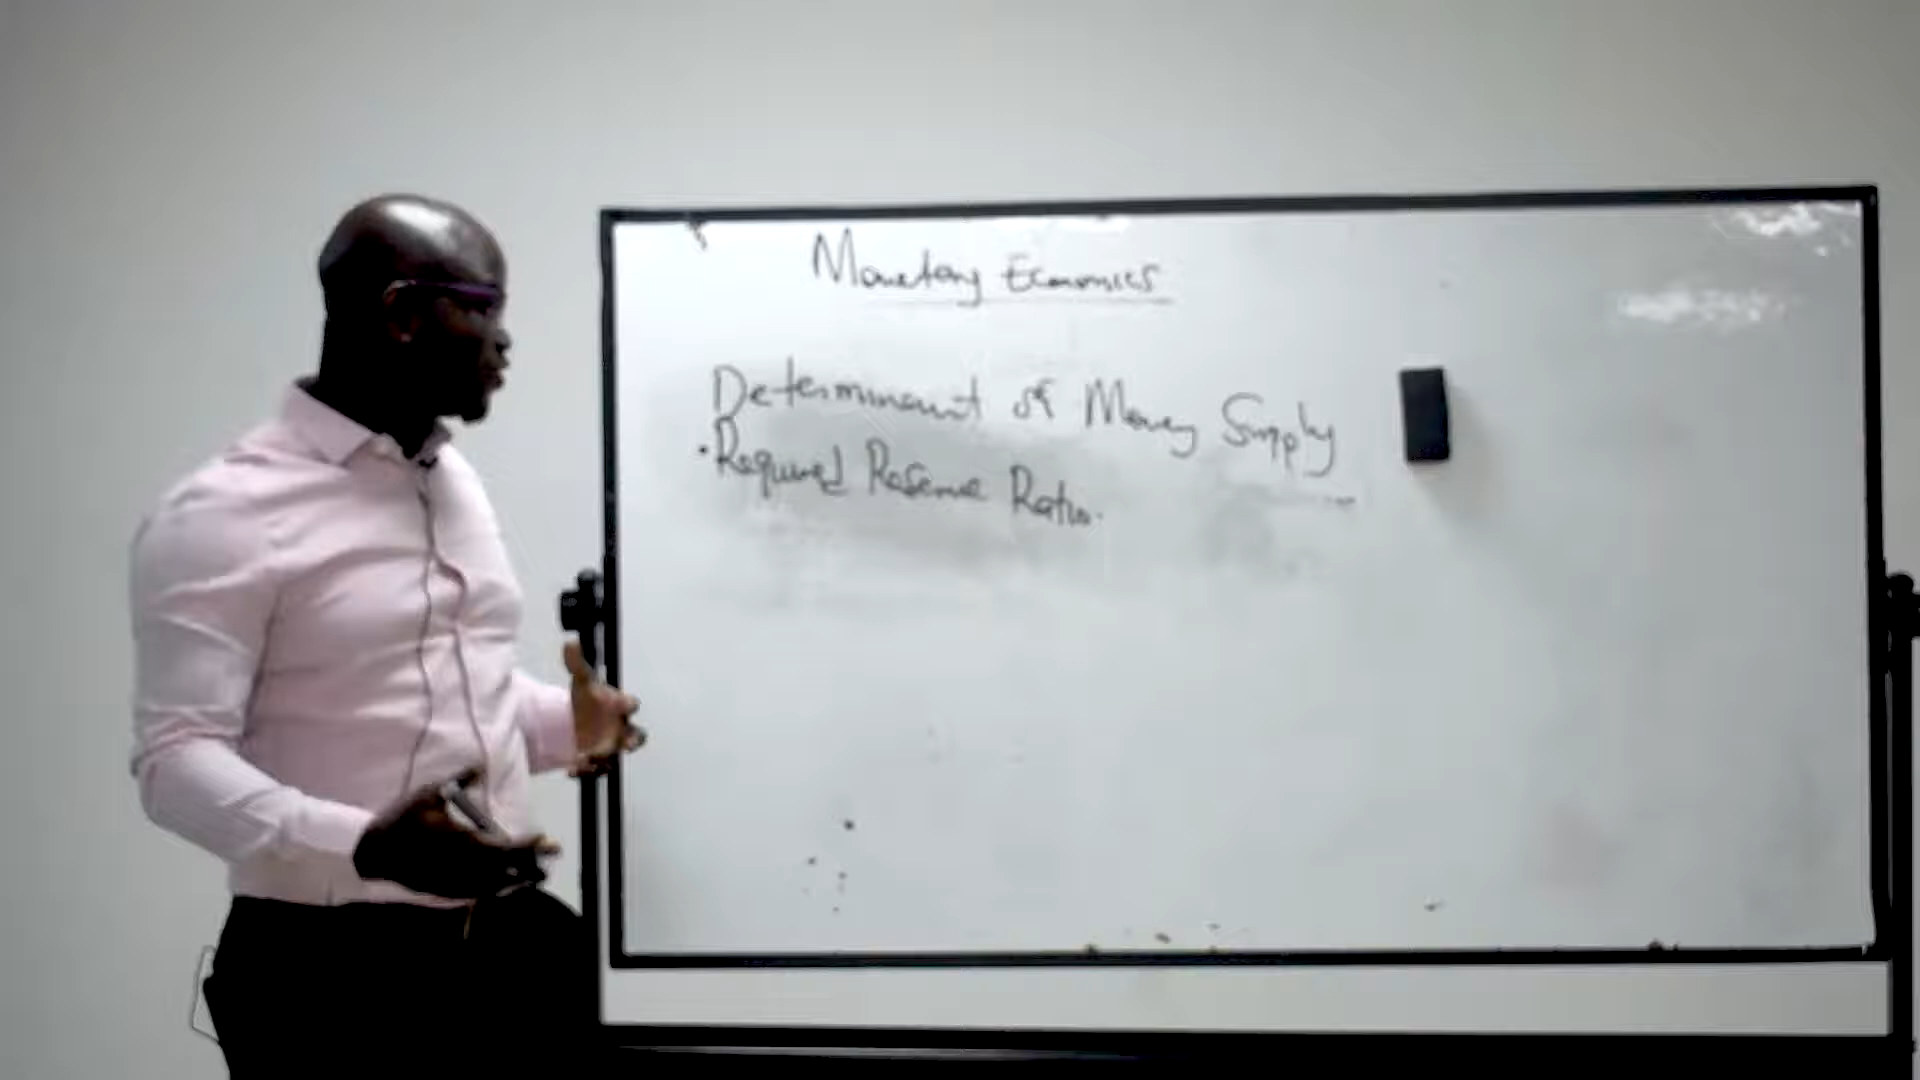 Monetary Economics
Determinant of Money Supply
• Required Reserve Ratio.